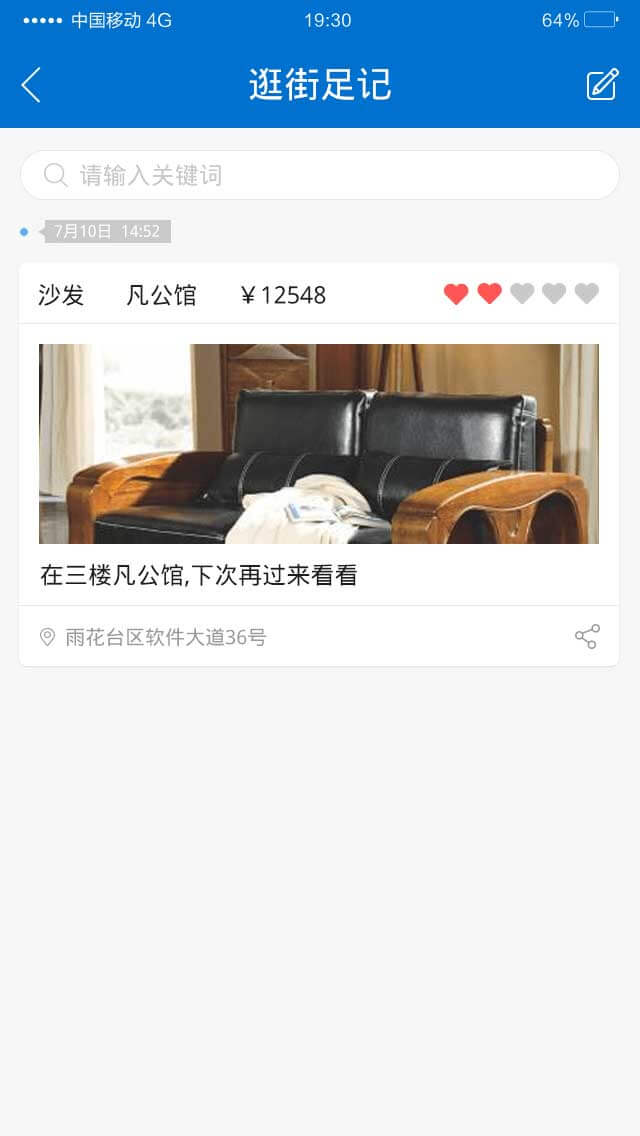 中国移动 4G 19:30 64%
逛街足记
请输入关键词
7月10日 14:52
沙发 凡公馆 ￥12548
在三楼凡公馆,下次再过来看看
雨花台区软件大道36号